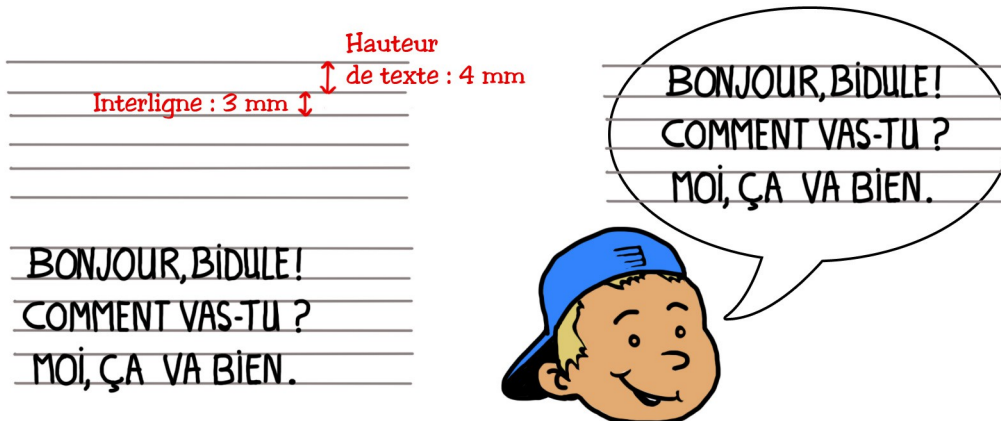 Hauteur
de texte : 4 mm
Interligne : 3 mm
BONJOUR, BiDULE!
COMMENT VAS-TU ?
MOi, ÇA VA BiEN.
BONJOUR, BiDULE!
COMMENT VAS-TU ?
MOi, ÇA VA BiEN.